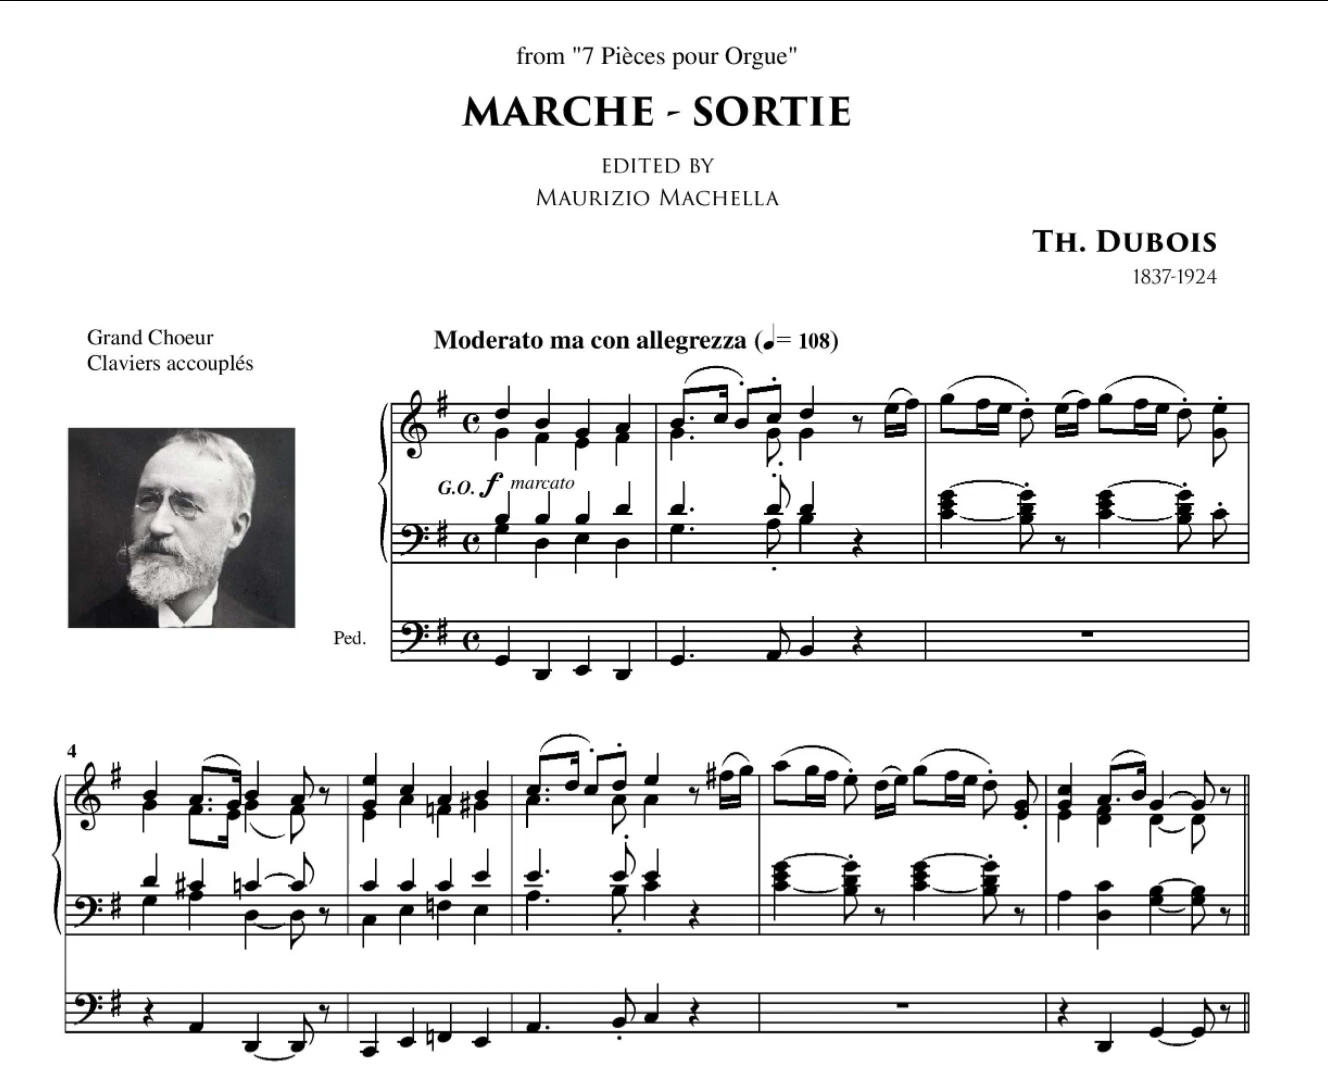 from "7 Pièces pour Orgue"
MARCHE - SORTIE
EDITED BY
MAURIZIO MACHELLA
TH. DUBOIS
1837-1924
Grand Choeur
Claviers accouplés
Moderato ma con allegrezza (♩= 108)
G.O. f marcato
Ped.
4